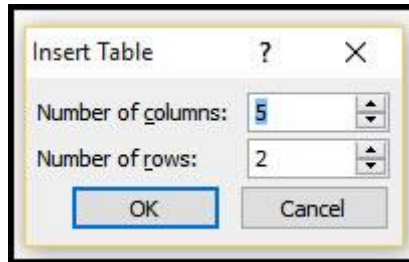 Insert Table ?
Number of columns: 5
Number of rows: 2
OK Cancel